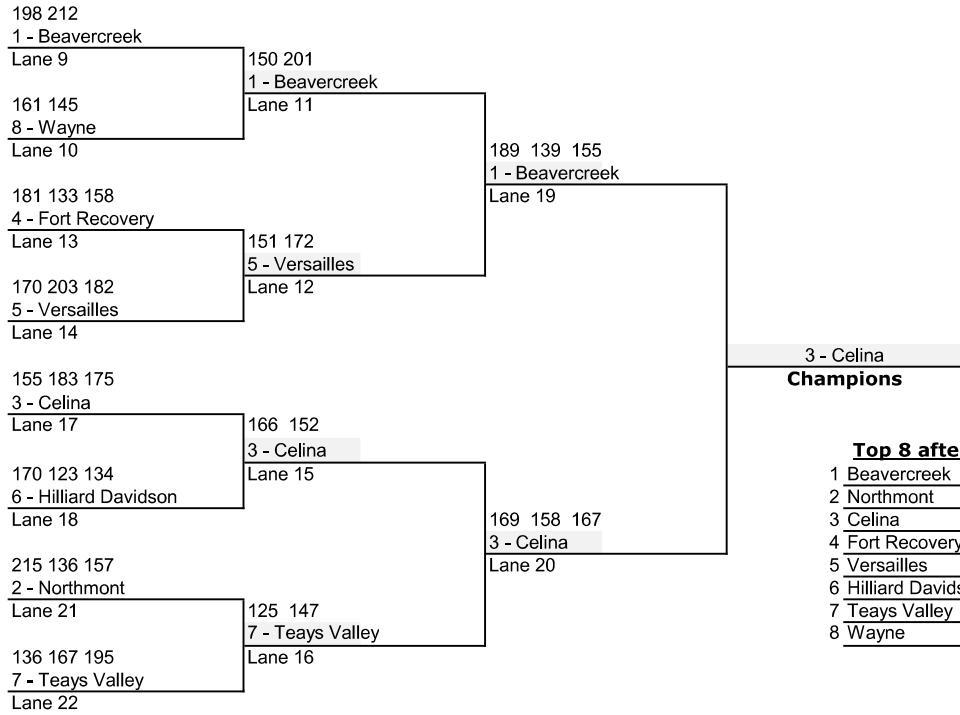 198 212
1 - Beavercreek
Lane 9
161 145
8 - Wayne
Lane 10
181 133 158
4 - Fort Recovery
Lane 13
170 203 182
5 - Versailles
Lane 14
155 183 175
3 - Celina
Lane 17
170 123 134
6 - Hilliard Davidson
Lane 18
215 136 157
2 - Northmont
Lane 21
136 167 195
7 - Teays Valley
Lane 22
150 201
1 - Beavercreek
Lane 11
151 172
5 - Versailles
Lane 12
166 152
3 - Celina
Lane 15
125 147
7 - Teays Valley
Lane 16
189 139 155
1 - Beavercreek
Lane 19
169 158 167
3 - Celina
Lane 20
3 - Celina
Champions
Top 8 afte
1 Beavercreek
2 Northmont
3 Celina
4 Fort Recovery
5 Versailles
6 Hilliard Davids
7 Teays Valley
8 Wayne